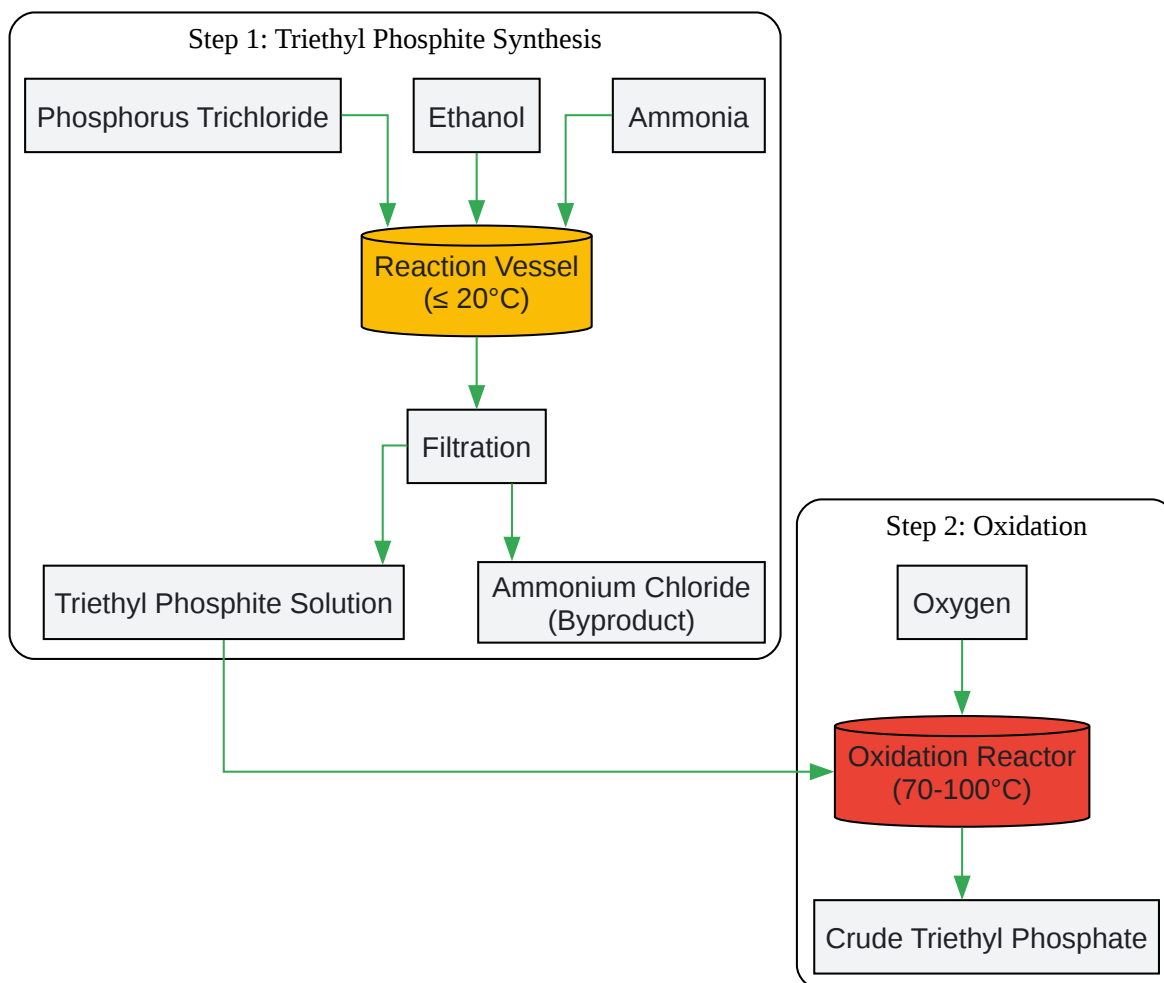 Step 1: Triethyl Phosphite Synthesis
Phosphorus Trichloride
Ethanol
Ammonia
Reaction Vessel
(≤ 20°C)
Filtration
Triethyl Phosphite Solution
Ammonium Chloride
(Byproduct)
Step 2: Oxidation
Oxygen
Oxidation Reactor
(70-100°C)
Crude Triethyl Phosphate